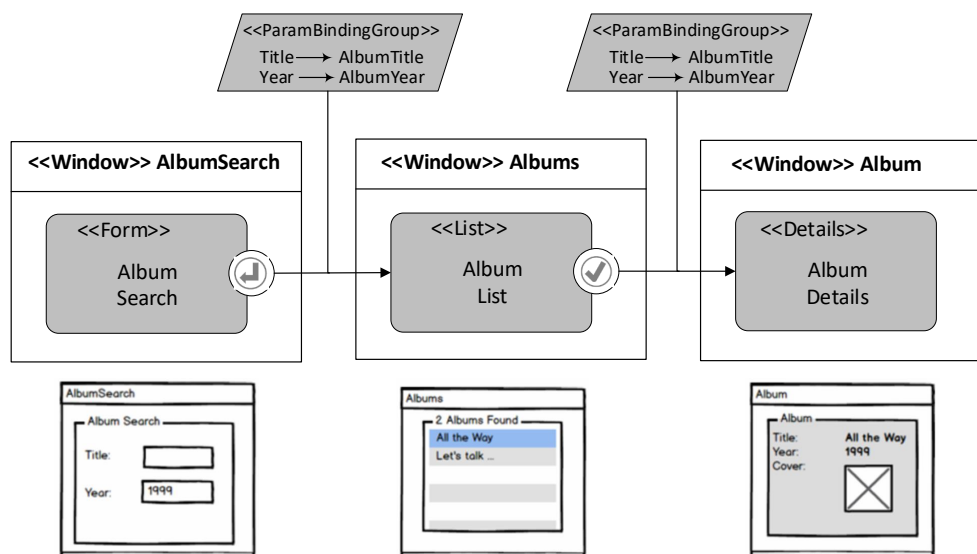 <<ParamBindingGroup>>
Title → AlbumTitle
Year → AlbumYear
<<ParamBindingGroup>>
Title → AlbumTitle
Year → AlbumYear
<<Window>> AlbumSearch
<<Form>>
Album
Search
<<Window>> Albums
<<List>>
Album
List
<<Window>> Album
<<Details>>
Album
Details
AlbumSearch
Album Search
Title:
Year: 1999
Albums
2 Albums Found
All the Way
Let's talk ...
Album
Album
Title: All the Way
Year: 1999
Cover: